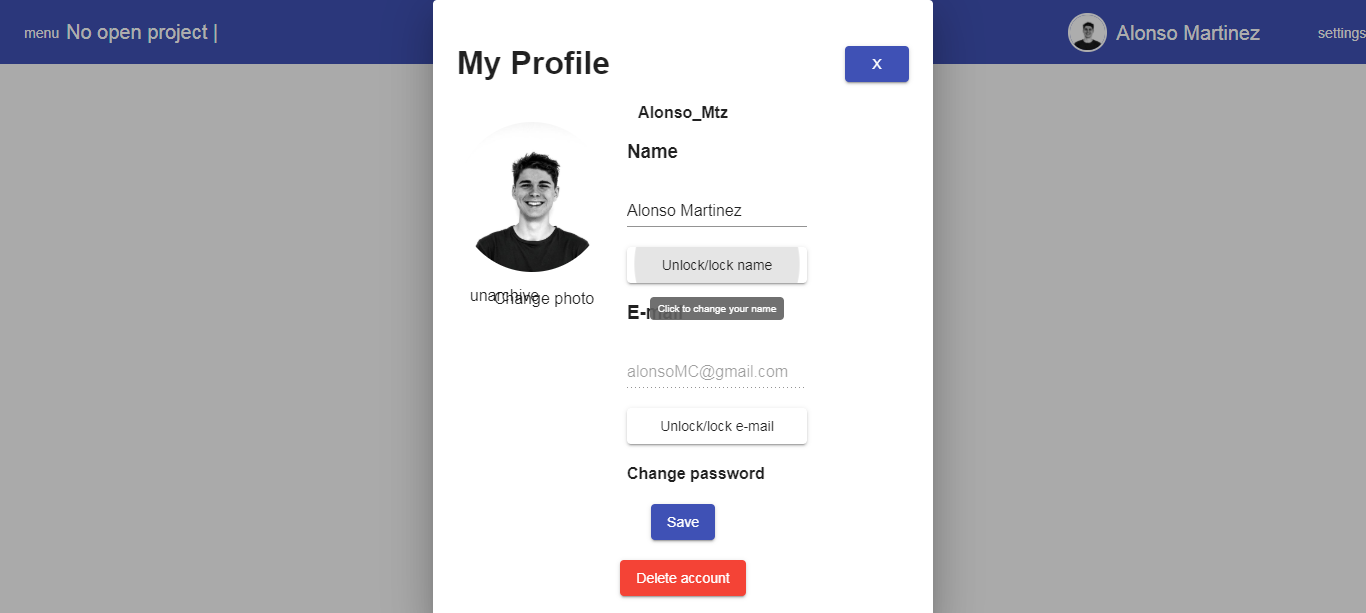 menu No open project |
Alonso Martinez
settings
My Profile
X
Alonso_Mtz
Name
Alonso Martinez
Unlock/lock name
unarchive
Change photo
Click to change your name
E-mail
alonsoMC@gmail.com
Unlock/lock e-mail
Change password
Save
Delete account